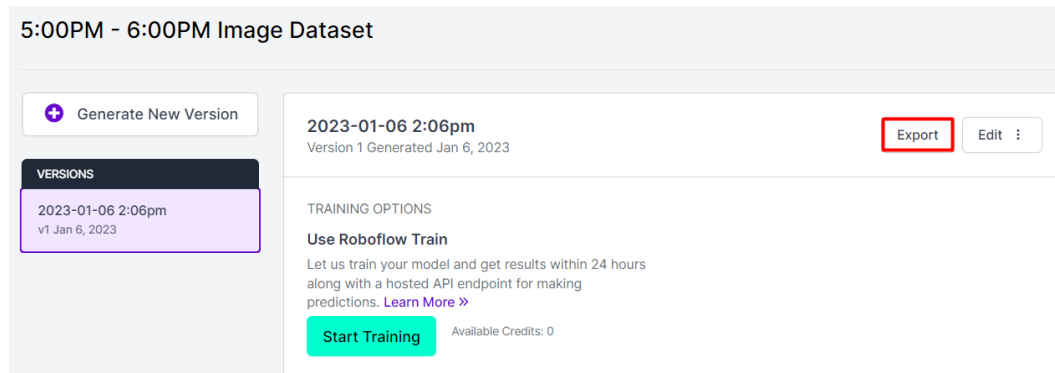 5:00PM - 6:00PM Image Dataset
Generate New Version
VERSIONS
2023-01-06 2:06pm
v1 Jan 6, 2023
2023-01-06 2:06pm
Version 1 Generated Jan 6, 2023
Export
Edit
TRAINING OPTIONS
Use Roboflow Train
Let us train your model and get results within 24 hours
along with a hosted API endpoint for making
predictions. Learn More »
Start Training
Available Credits: 0